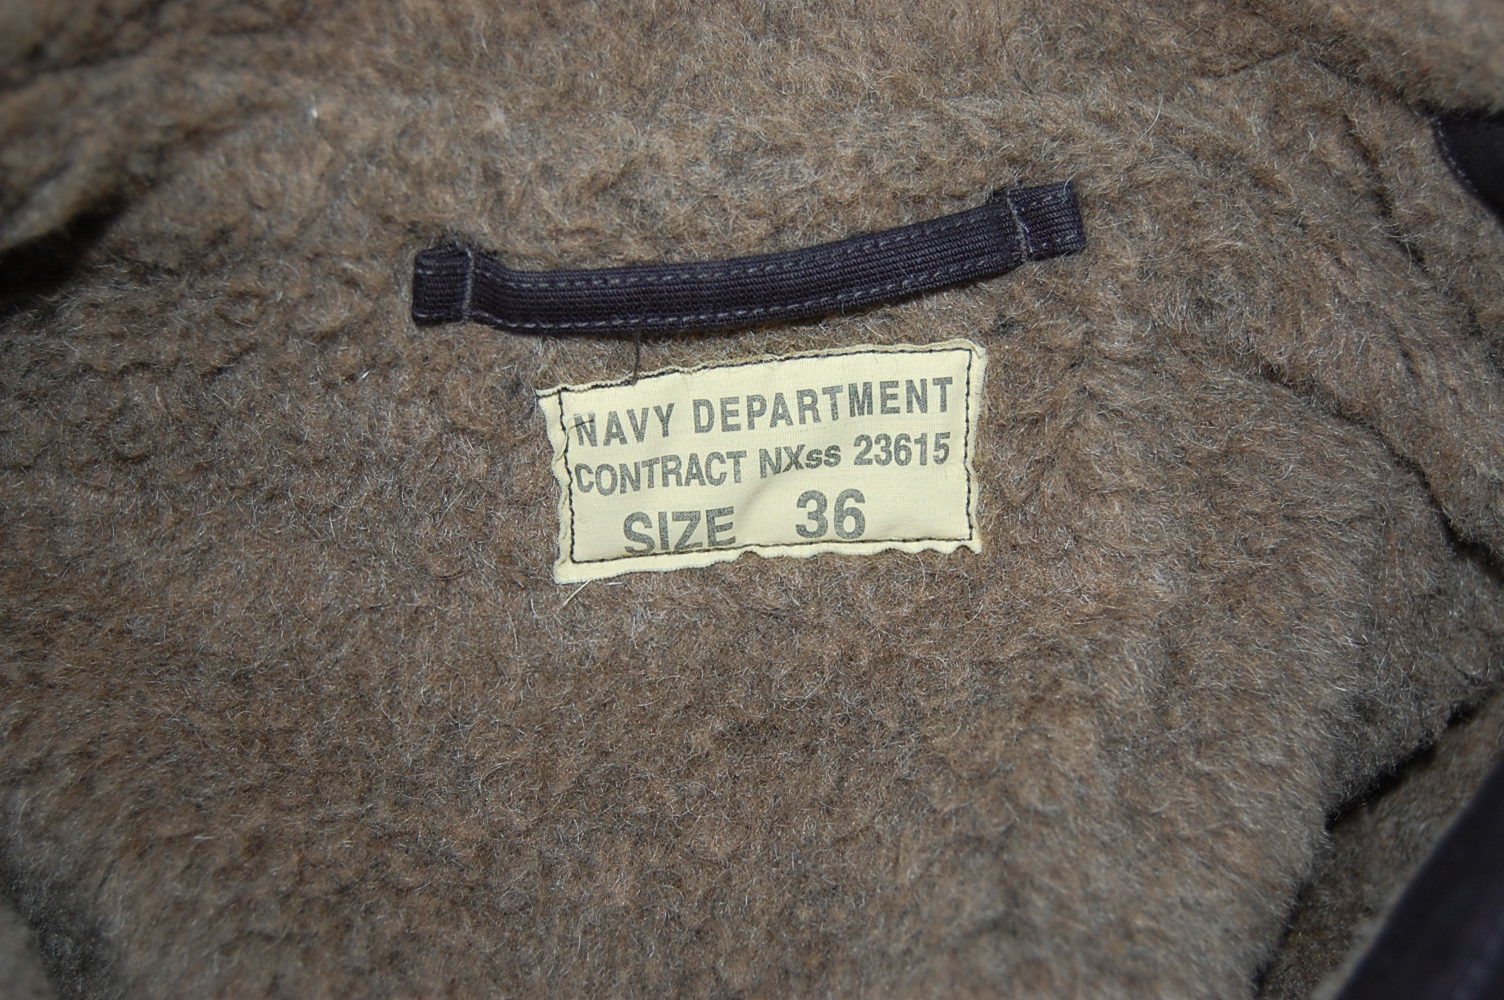 NAVY DEPARTMENT
CONTRACT NXss 23615
SIZE 36